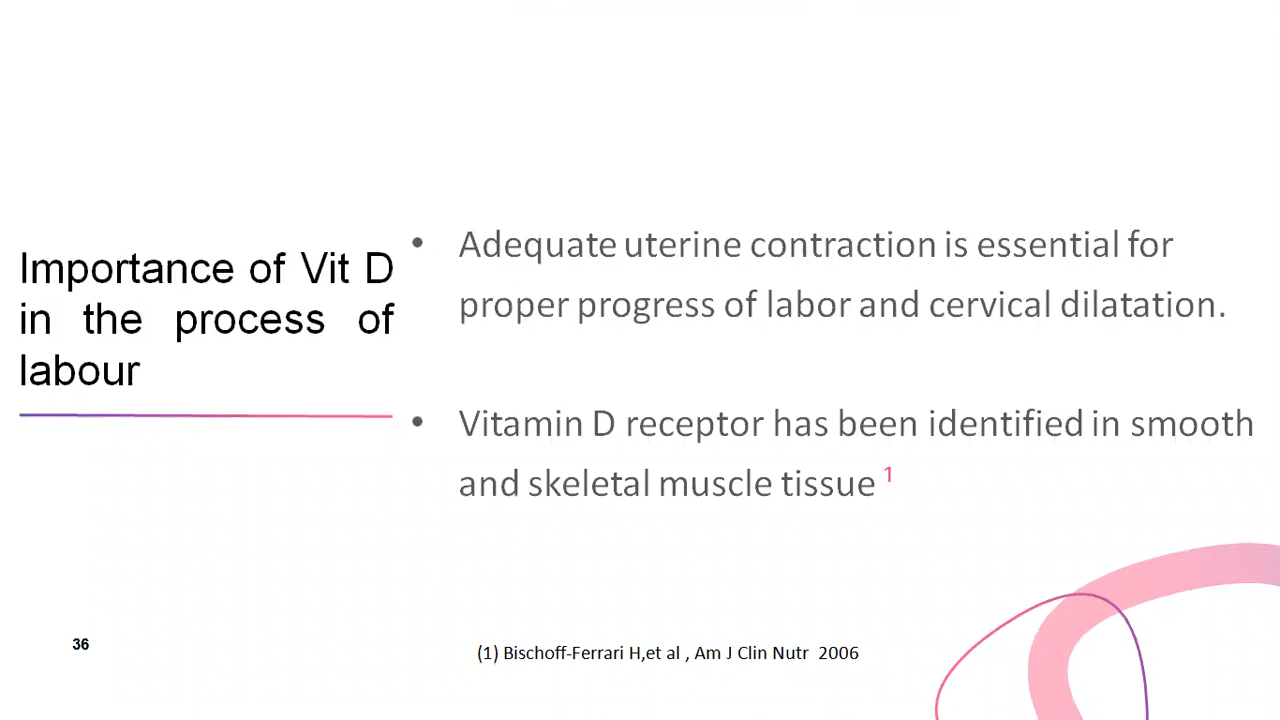 Importance of Vit D
in the process of
labour
• Adequate uterine contraction is essential for
proper progress of labor and cervical dilatation.
• Vitamin D receptor has been identified in smooth
and skeletal muscle tissue 1
36
(1) Bischoff-Ferrari H,et al , Am J Clin Nutr 2006